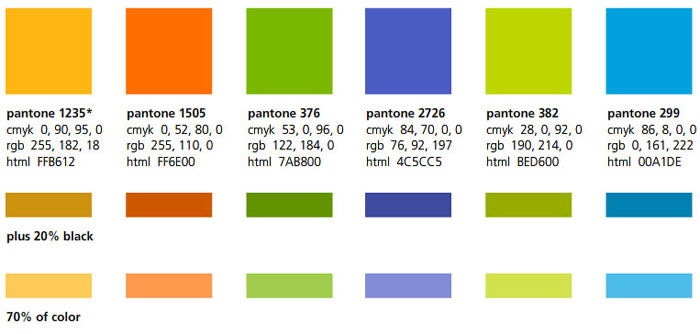 pantone 1235*
cmyk 0, 90, 95, 0
rgb 255, 182, 18
html FFB612
pantone 1505
cmyk 0, 52, 80, 0
rgb 255, 110, 0
html FF6E00
pantone 376
cmyk 53, 0, 96, 0
rgb 122, 184, 0
html 7AB800
pantone 2726
cmyk 84, 70, 0, 0
rgb 76, 92, 197
html 4C5CC5
pantone 382
cmyk 28, 0, 92, 0
rgb 190, 214, 0
html BED600
pantone 299
cmyk 86, 8, 0, 0
rgb 0, 161, 222
html 00A1DE
plus 20% black
70% of color